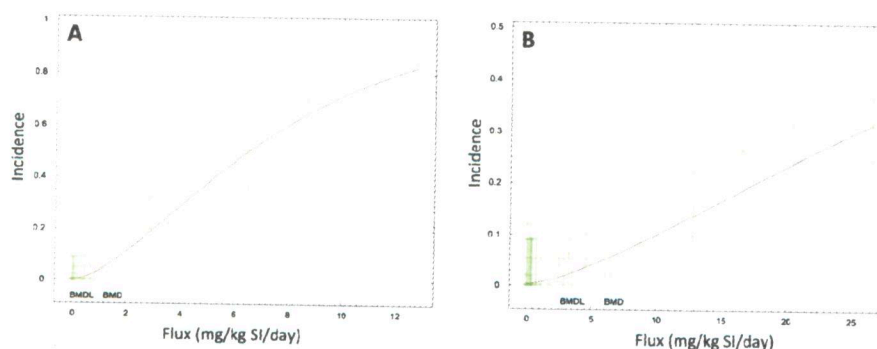 A
1
0.8
0.6
0.4
0.2
0
Incidence
BMDL BMD
0 2 4 6 8 10 12
Flux (mg/kg SI/day)
B
0.5
0.4
0.3
0.2
0.1
0
Incidence
BMDL BMD
0 5 10 15 20 25
Flux (mg/kg SI/day)